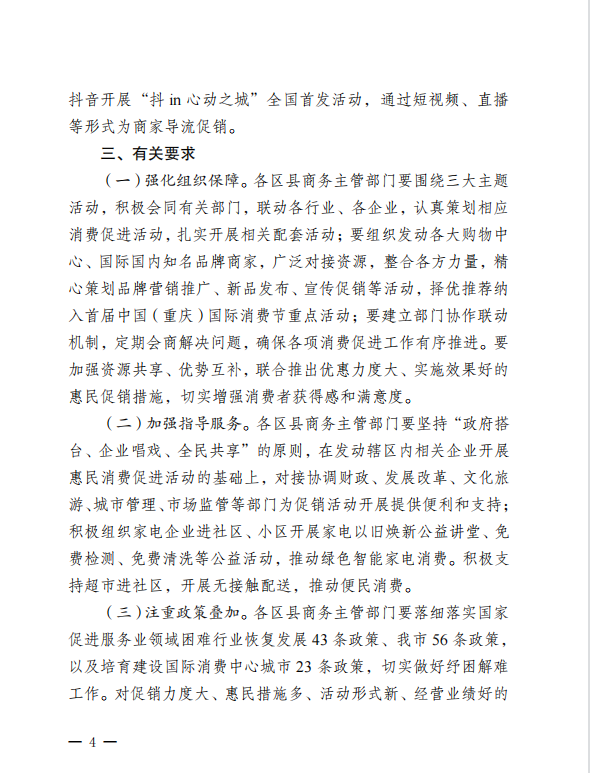 抖音开展“抖 in 心动之城”全国首发活动，通过短视频、直播
等形式为商家导流促销。
三、有关要求
（一）强化组织保障。各区县商务主管部门要围绕三大主题
活动，积极会同有关部门，联动各行业、各企业，认真策划相应
消费促进活动，扎实开展相关配套活动；要组织发动各大购物中
心、国际国内知名品牌商家，广泛对接资源，整合各方力量，精
心策划品牌营销推广、新品发布、宣传促销等活动，择优推荐纳
入首届中国（重庆）国际消费节重点活动；要建立部门协作联动
机制，定期会商解决问题，确保各项消费促进工作有序推进。要
加强资源共享、优势互补，联合推出优惠力度大、实施效果好的
惠民促销措施，切实增强消费者获得感和满意度。
（二）加强指导服务。各区县商务主管部门要坚持“政府搭
台、企业唱戏、全民共享”的原则，在发动辖区内相关企业开展
惠民消费促进活动的基础上，对接协调财政、发展改革、文化旅
游、城市管理、市场监管等部门为促销活动开展提供便利和支持；
积极组织家电企业进社区、小区开展家电以旧焕新公益讲堂、免
费检测、免费清洗等公益活动，推动绿色智能家电消费。积极支
持超市进社区，开展无接触配送，推动便民消费。
（三）注重政策叠加。各区县商务主管部门要落细落实国家
促进服务业领域困难行业恢复发展 43 条政策、我市 56 条政策，
以及培育建设国际消费中心城市 23 条政策，切实做好纾困解难
工作。对促销力度大、惠民措施多、活动形式新、经营业绩好的
— 4 —